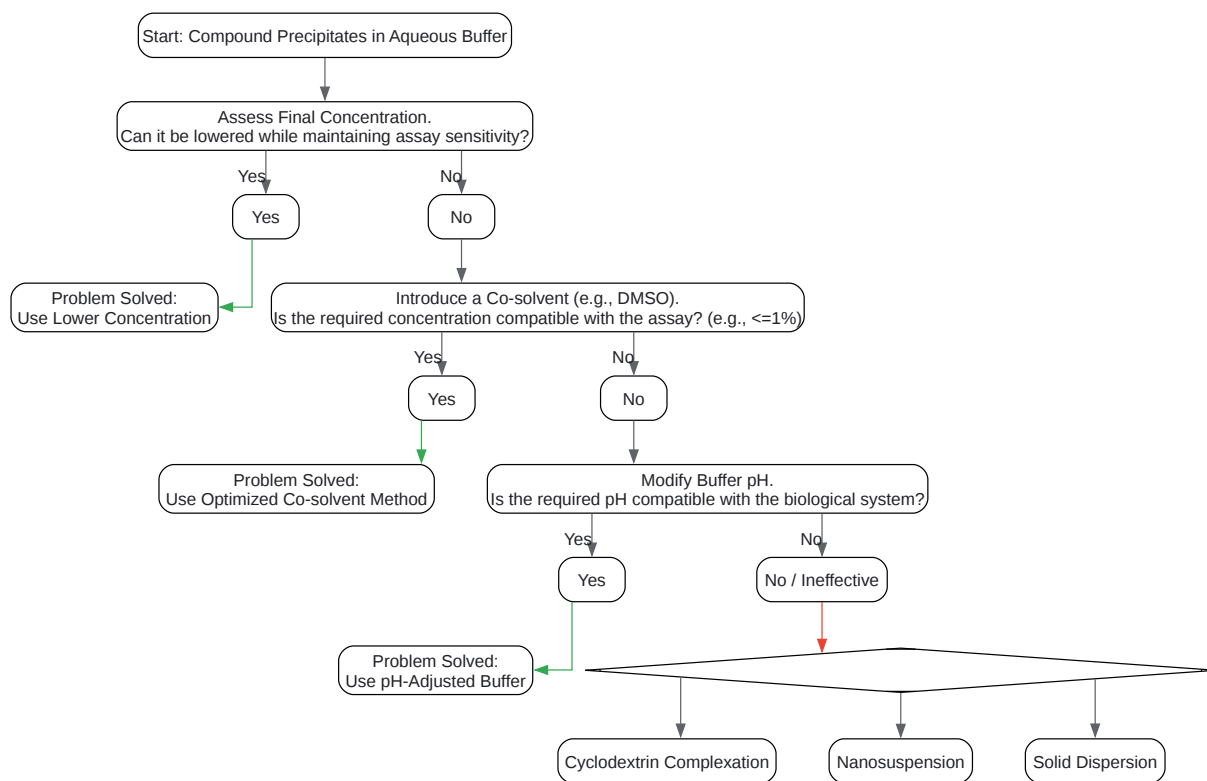 Start: Compound Precipitates in Aqueous Buffer
Assess Final Concentration.
Can it be lowered while maintaining assay sensitivity?
Yes
No
Yes
No
Problem Solved:
Use Lower Concentration
Introduce a Co-solvent (e.g., DMSO).
Is the required concentration compatible with the assay? (e.g., <=1%)
Yes
No
Yes
No
Problem Solved:
Use Optimized Co-solvent Method
Modify Buffer pH.
Is the required pH compatible with the biological system?
Yes
No
Yes
No / Ineffective
Problem Solved:
Use pH-Adjusted Buffer
Cyclodextrin Complexation
Nanosuspension
Solid Dispersion